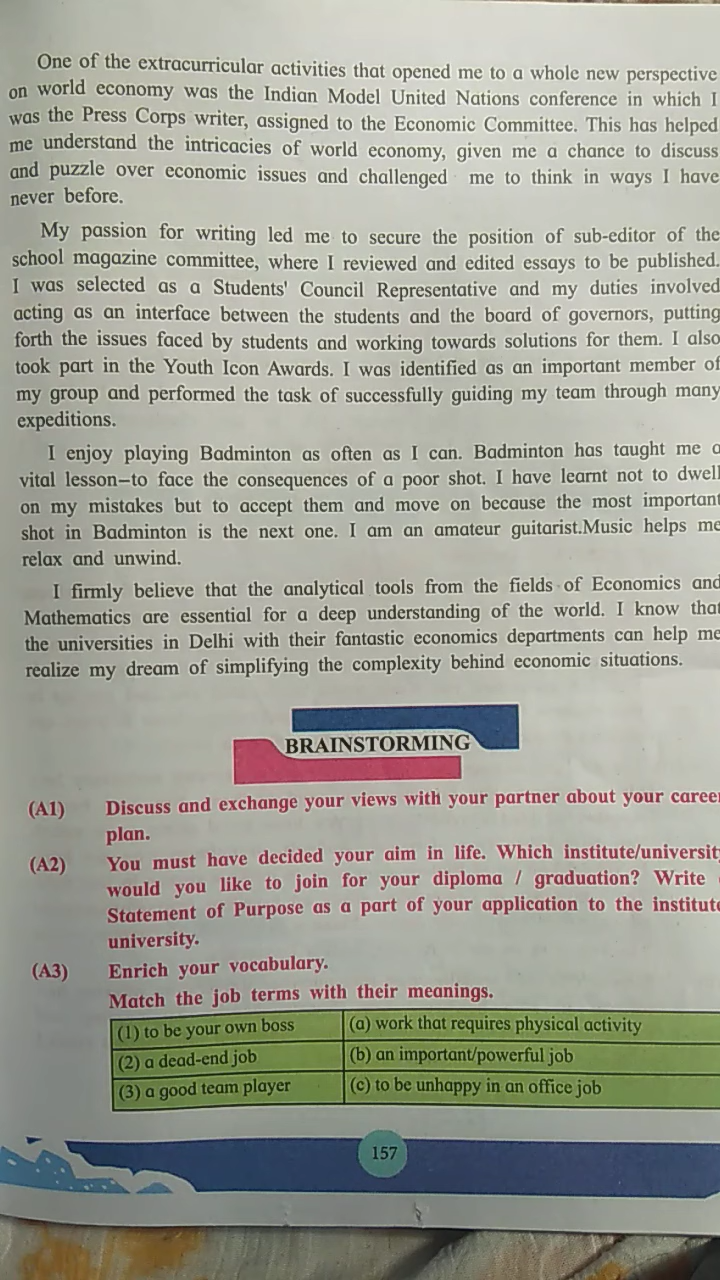 One of the extracurricular activities that opened me to a whole new perspective
on world economy was the Indian Model United Nations conference in which I
was the Press Corps writer, assigned to the Economic Committee. This has helped
me understand the intricacies of world economy, given me a chance to discuss
and puzzle over economic issues and challenged me to think in ways I have
never before.
My passion for writing led me to secure the position of sub-editor of the
school magazine committee, where I reviewed and edited essays to be published.
I was selected as a Students' Council Representative and my duties involved
acting as an interface between the students and the board of governors, putting
forth the issues faced by students and working towards solutions for them. I also
took part in the Youth Icon Awards. I was identified as an important member of
my group and performed the task of successfully guiding my team through many
expeditions.
I enjoy playing Badminton as often as I can. Badminton has taught me a
vital lesson—to face the consequences of a poor shot. I have learnt not to dwell
on my mistakes but to accept them and move on because the most important
shot in Badminton is the next one. I am an amateur guitarist.Music helps me
relax and unwind.
I firmly believe that the analytical tools from the fields of Economics and
Mathematics are essential for a deep understanding of the world. I know that
the universities in Delhi with their fantastic economics departments can help me
realize my dream of simplifying the complexity behind economic situations.
BRAINSTORMING
(A1) Discuss and exchange your views with your partner about your career
plan.
(A2) You must have decided your aim in life. Which institute/universit
would you like to join for your diploma / graduation? Write
Statement of Purpose as a part of your application to the institute
university.
(A3) Enrich your vocabulary.
Match the job terms with their meanings.
(1) to be your own boss (a) work that requires physical activity
(2) a dead-end job (b) an important/powerful job
(3) a good team player (c) to be unhappy in an office job
157